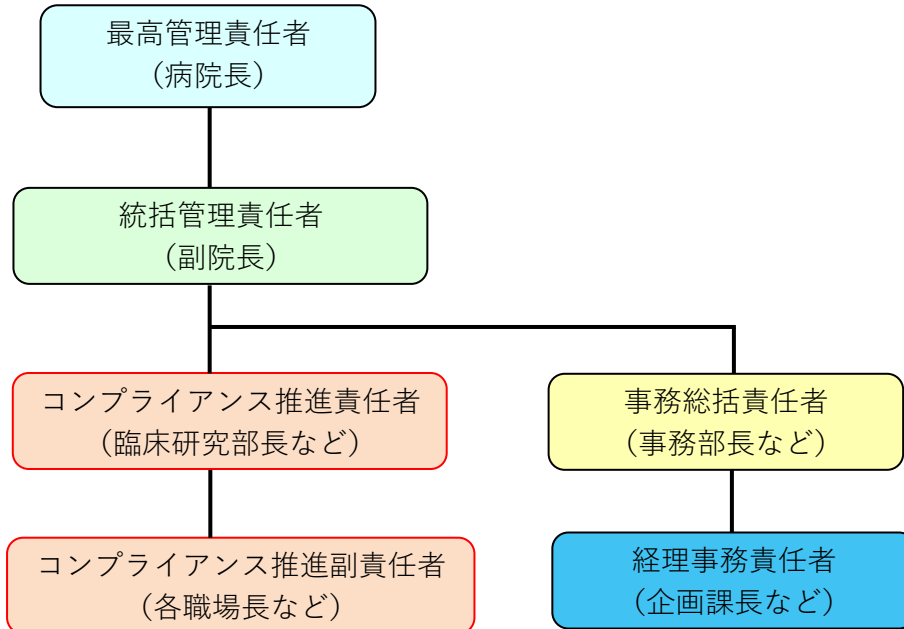 最高管理責任者
（病院長）
統括管理責任者
（副院長）
コンプライアンス推進責任者
（臨床研究部長など）
事務総括責任者
（事務部長など）
コンプライアンス推進副責任者
（各職場長など）
経理事務責任者
（企画課長など）